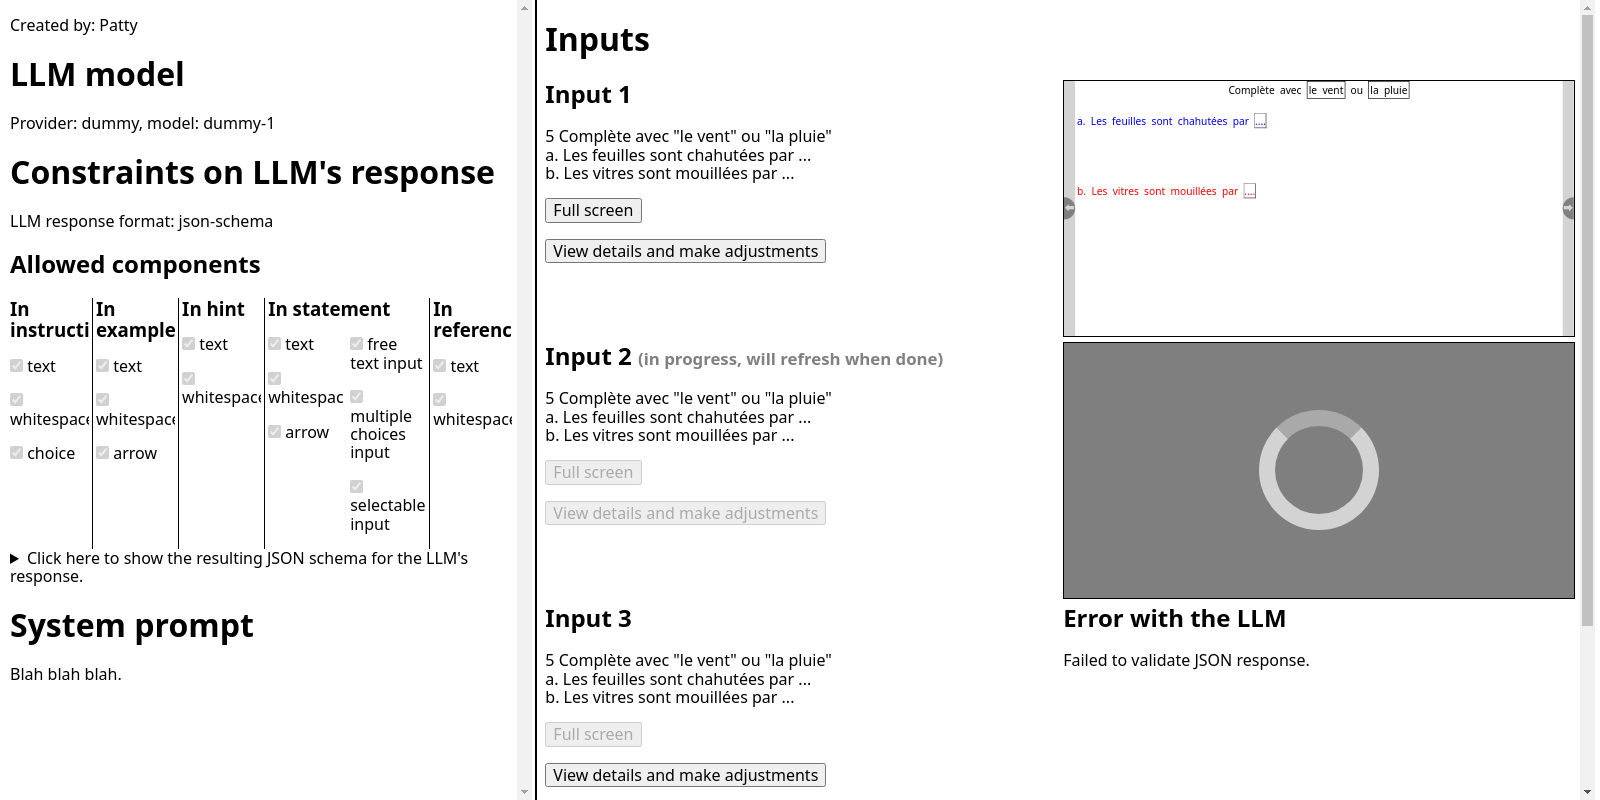 Created by: Patty
LLM model
Provider: dummy, model: dummy-1
Constraints on LLM's response
LLM response format: json-schema
Allowed components
In
instructi
text
whitespace
choice
In
example
text
whitespace
arrow
In hint
text
whitespace
In statement
text
whitespac
arrow
free
text input
multiple
choices
input
selectable
input
In
referenc
text
whitespace
Click here to show the resulting JSON schema for the LLM's
response.
System prompt
Blah blah blah.
Inputs
Input 1
5 Complète avec "le vent" ou "la pluie"
a. Les feuilles sont chahutées par ...
b. Les vitres sont mouillées par ...
Full screen
View details and make adjustments
Complète avec le vent ou la pluie
a. Les feuilles sont chahutées par ....
b. Les vitres sont mouillées par ....
Input 2 (in progress, will refresh when done)
5 Complète avec "le vent" ou "la pluie"
a. Les feuilles sont chahutées par ...
b. Les vitres sont mouillées par ...
Full screen
View details and make adjustments
Input 3
5 Complète avec "le vent" ou "la pluie"
a. Les feuilles sont chahutées par ...
b. Les vitres sont mouillées par ...
Full screen
View details and make adjustments
Error with the LLM
Failed to validate JSON response.